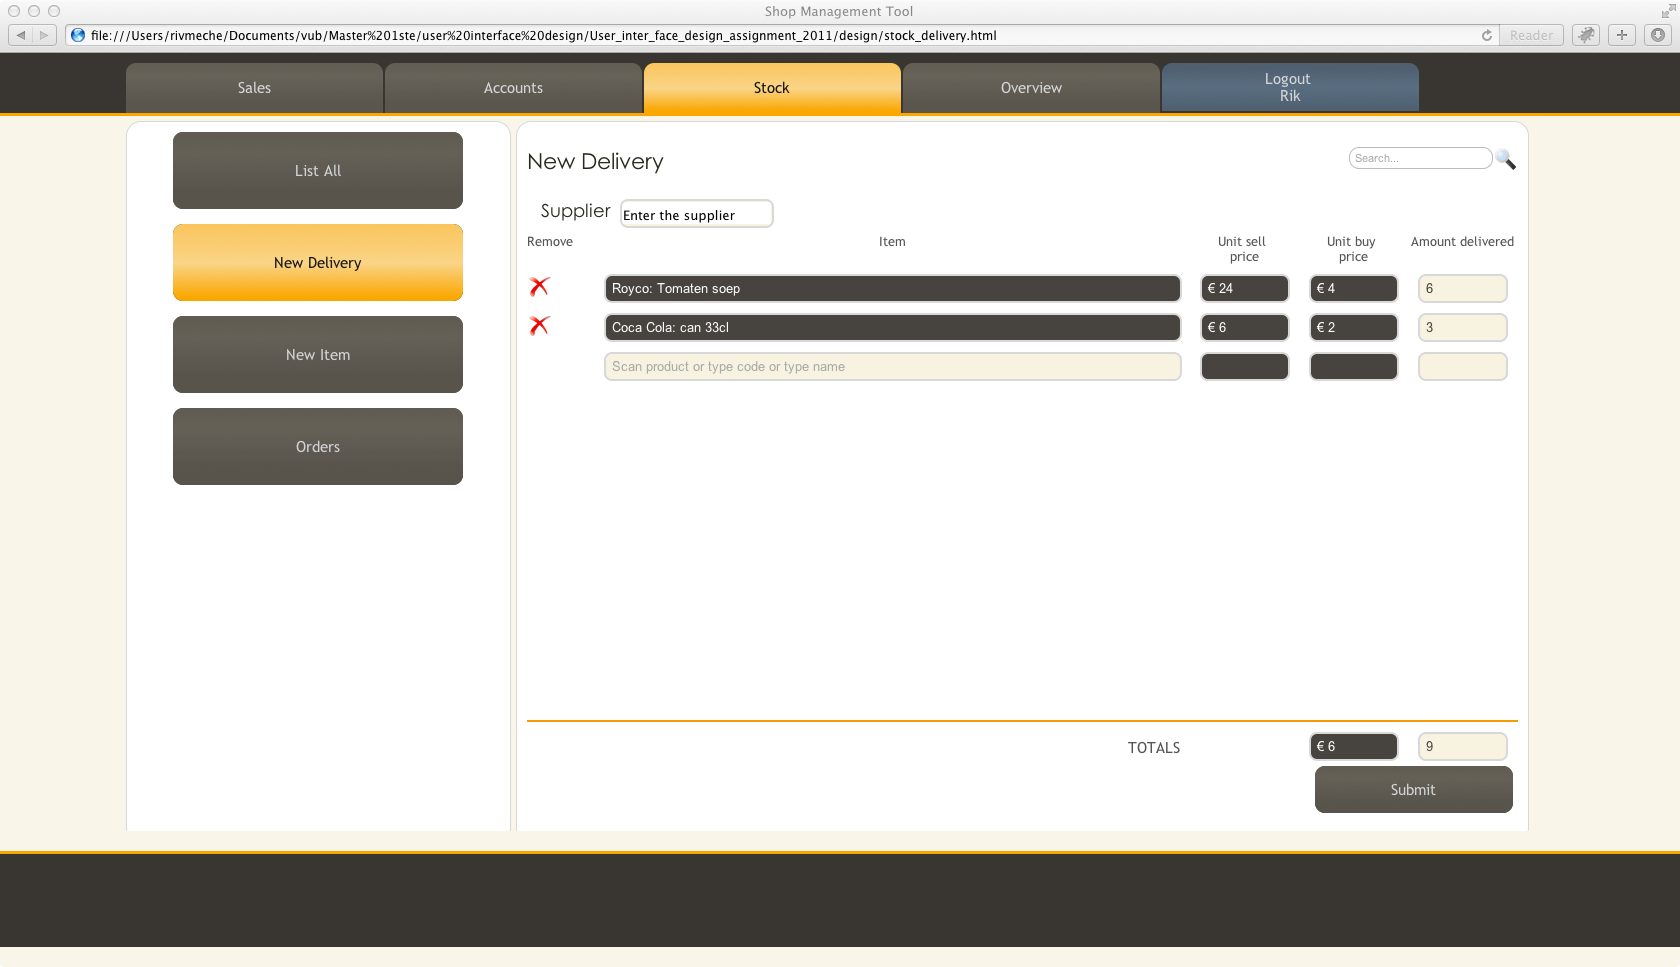 Shop Management Tool
file:///Users/rivmeche/Documents/vub/Master%201ste/user%20interface%20design/User_inter_face_design_assignment_2011/design/stock_delivery.html
Reader
Sales
Accounts
Stock
Overview
Logout
Rik
List All
New Delivery
New Item
Orders
New Delivery
Search...
Supplier
Enter the supplier
Remove
Item
Unit sell
price
Unit buy
price
Amount delivered
Royco: Tomaten soep
€ 24
€ 4
6
Coca Cola: can 33cl
€ 6
€ 2
3
Scan product or type code or type name
TOTALS
€ 6
9
Submit